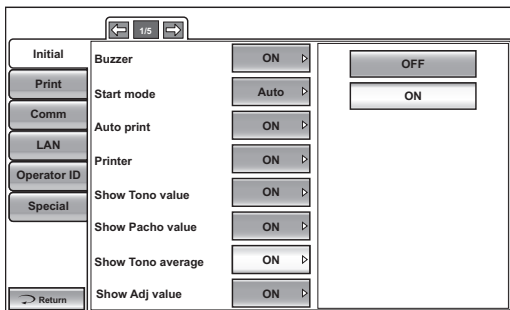 1/5
Initial
Print
Comm
LAN
Operator ID
Special
Return
Buzzer ON
Start mode Auto
Auto print ON
Printer ON
Show Tono value ON
Show Pacho value ON
Show Tono average ON
Show Adj value ON
OFF
ON